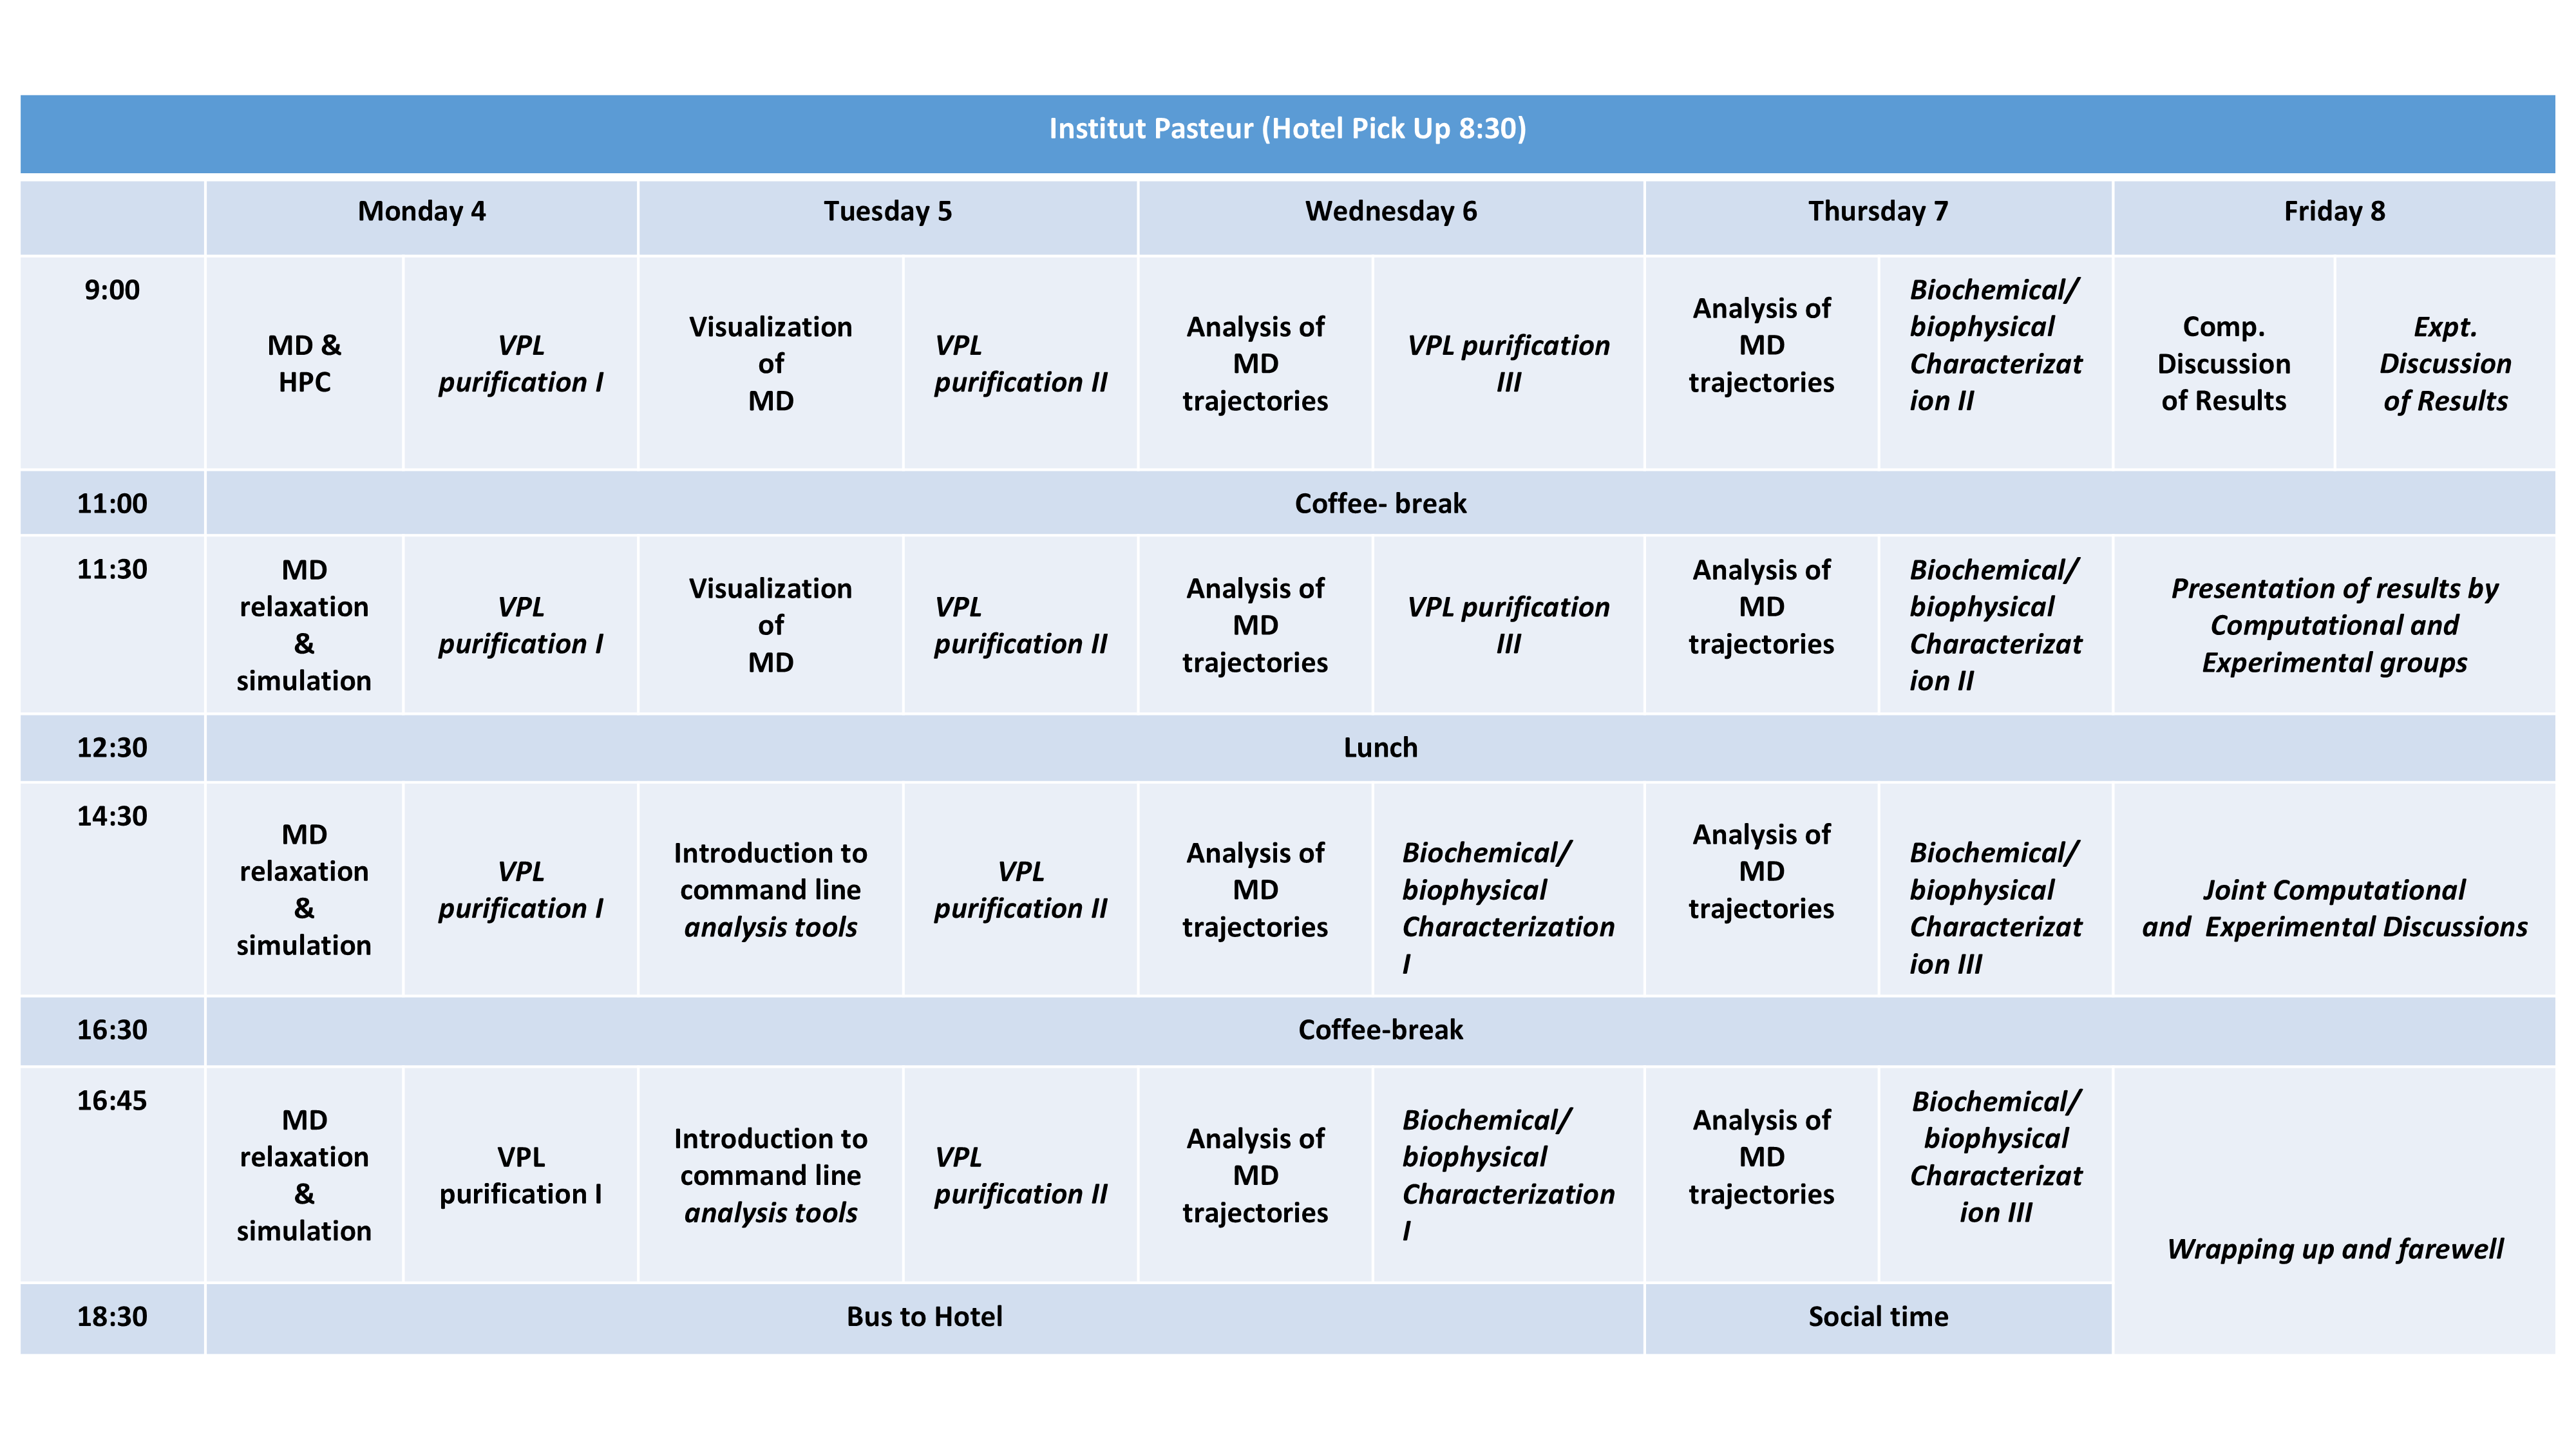 Institut Pasteur (Hotel Pick Up 8:30)
Monday 4
Tuesday 5
Wednesday 6
Thursday 7
Friday 8
9:00
MD &
HPC
VPL
purification I
Visualization
of
MD
VPL
purification II
Analysis of
MD
trajectories
VPL purification
III
Analysis of
MD
trajectories
Biochemical/
biophysical
Characterizat
ion II
Comp.
Discussion
of Results
Expt.
Discussion
of Results
11:00
Coffee- break
11:30
MD
relaxation
&
simulation
VPL
purification I
Visualization
of
MD
VPL
purification II
Analysis of
MD
trajectories
VPL purification
III
Analysis of
MD
trajectories
Biochemical/
biophysical
Characterizat
ion II
Presentation of results by
Computational and
Experimental groups
12:30
Lunch
14:30
MD
relaxation
&
simulation
VPL
purification I
Introduction to
command line
analysis tools
VPL
purification II
Analysis of
MD
trajectories
Biochemical/
biophysical
Characterization
I
Analysis of
MD
trajectories
Biochemical/
biophysical
Characterizat
ion III
Joint Computational
and  Experimental Discussions
16:30
Coffee-break
16:45
MD
relaxation
&
simulation
VPL
purification I
Introduction to
command line
analysis tools
VPL
purification II
Analysis of
MD
trajectories
Biochemical/
biophysical
Characterization
I
Analysis of
MD
trajectories
Biochemical/
biophysical
Characterizat
ion III
Wrapping up and farewell
18:30
Bus to Hotel
Social time